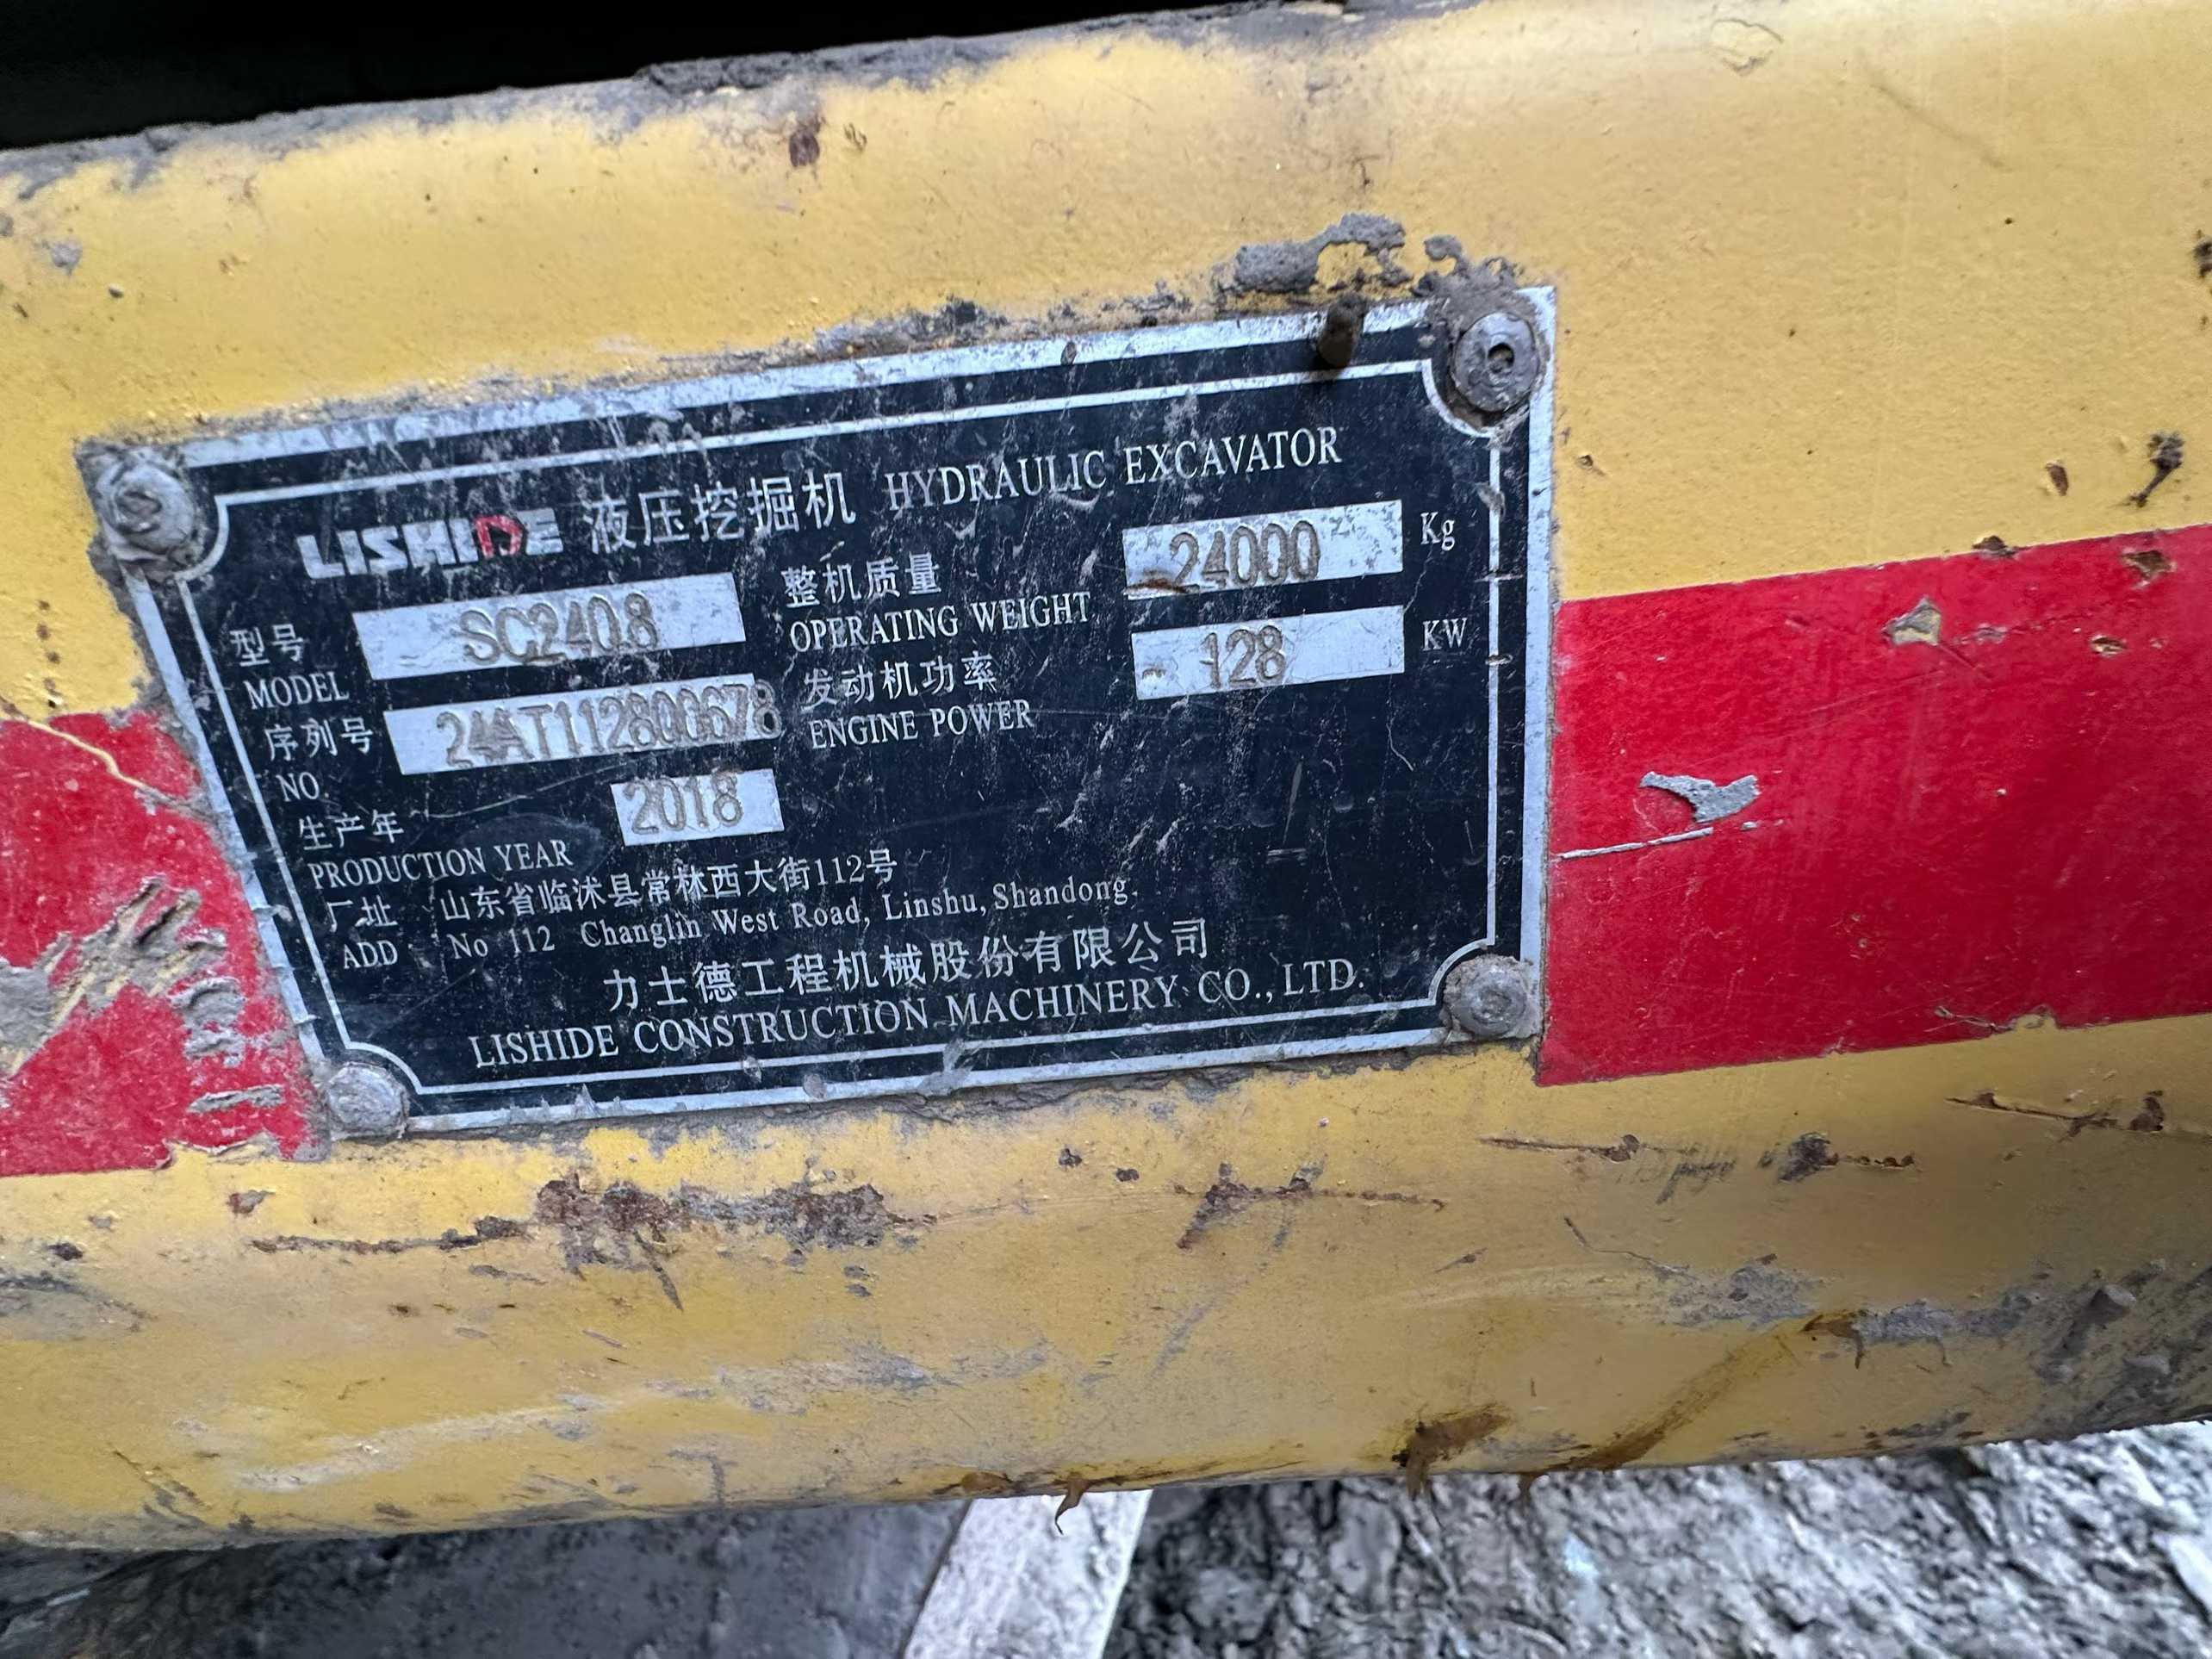 LISHIDE 液压挖掘机 HYDRAULIC EXCAVATOR
型号 MODEL SC240.8
整机质量 OPERATING WEIGHT 24000 Kg
序列号 NO. 24AT112800678
发动机功率 ENGINE POWER 128 KW
生产年 PRODUCTION YEAR 2018
厂址 山东省临沭县常林西大街112号
ADD No 112 Changlin West Road, Linshu, Shandong.
力士德工程机械股份有限公司
LISHIDE CONSTRUCTION MACHINERY CO., LTD.